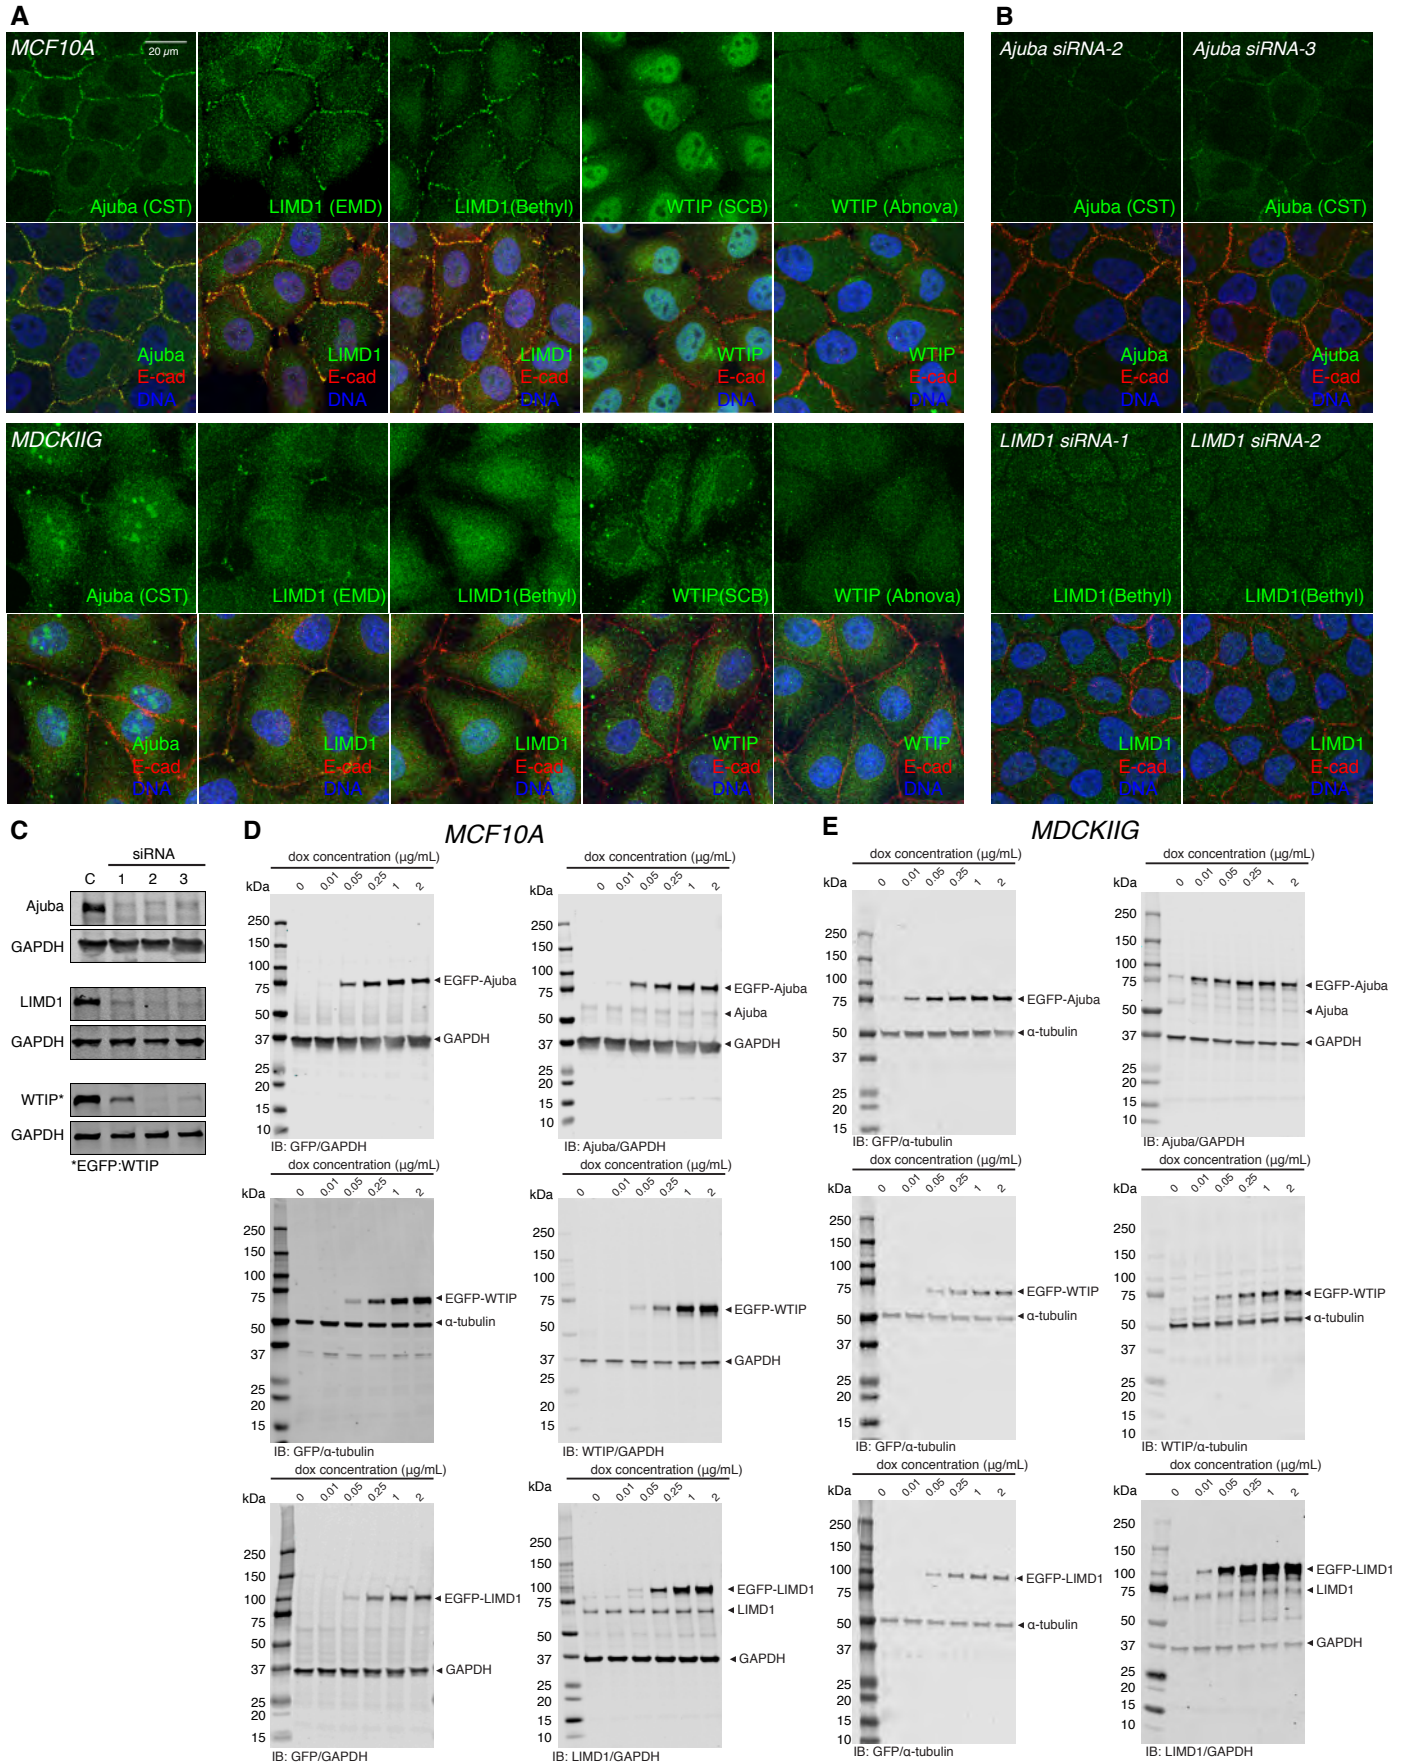 A
MCF10A
20 µm
Ajuba (CST)
LIMD1 (EMD)
LIMD1(Bethyl)
WTIP (SCB)
WTIP (Abnova)
Ajuba
E-cad
DNA
LIMD1
E-cad
DNA
LIMD1
E-cad
DNA
WTIP
E-cad
DNA
WTIP
E-cad
DNA
MDCKIIG
Ajuba (CST)
LIMD1 (EMD)
LIMD1(Bethyl)
WTIP(SCB)
WTIP (Abnova)
Ajuba
E-cad
DNA
LIMD1
E-cad
DNA
LIMD1
E-cad
DNA
WTIP
E-cad
DNA
WTIP
E-cad
DNA
B
Ajuba siRNA-2
Ajuba siRNA-3
Ajuba (CST)
Ajuba (CST)
Ajuba
E-cad
DNA
Ajuba
E-cad
DNA
LIMD1 siRNA-1
LIMD1 siRNA-2
LIMD1(Bethyl)
LIMD1(Bethyl)
LIMD1
E-cad
DNA
LIMD1
E-cad
DNA
C
siRNA
C 1 2 3
Ajuba
GAPDH
LIMD1
GAPDH
WTIP*
GAPDH
*EGFP:WTIP
D
MCF10A
dox concentration (µg/mL)
kDa 0 0.01 0.05 0.25 1 2
250
150
100
75
50
37
25
20
15
10
EGFP-Ajuba
GAPDH
IB: GFP/GAPDH
dox concentration (µg/mL)
kDa 0 0.01 0.05 0.25 1 2
250
150
100
75
50
37
25
20
15
10
EGFP-Ajuba
Ajuba
GAPDH
IB: Ajuba/GAPDH
dox concentration (µg/mL)
kDa 0 0.01 0.05 0.25 1 2
250
150
100
75
50
37
25
20
15
EGFP-WTIP
α-tubulin
IB: GFP/α-tubulin
dox concentration (µg/mL)
kDa 0 0.01 0.05 0.25 1 2
250
150
100
75
50
37
25
20
15
EGFP-WTIP
GAPDH
IB: WTIP/GAPDH
dox concentration (µg/mL)
kDa 0 0.01 0.05 0.25 1 2
250
150
100
75
50
37
25
20
15
EGFP-LIMD1
GAPDH
IB: GFP/GAPDH
dox concentration (µg/mL)
kDa 0 0.01 0.05 0.25 1 2
250
150
100
75
50
37
25
20
15
10
EGFP-LIMD1
LIMD1
GAPDH
IB: LIMD1/GAPDH
E
MDCKIIG
dox concentration (µg/mL)
kDa 0 0.01 0.05 0.25 1 2
250
150
100
75
50
37
25
20
15
EGFP-Ajuba
α-tubulin
IB: GFP/α-tubulin
dox concentration (µg/mL)
kDa 0 0.01 0.05 0.25 1 2
250
150
100
75
50
37
25
20
15
10
EGFP-Ajuba
Ajuba
GAPDH
IB: Ajuba/GAPDH
dox concentration (µg/mL)
kDa 0 0.01 0.05 0.25 1 2
250
150
100
75
50
37
25
20
15
EGFP-WTIP
α-tubulin
IB: GFP/α-tubulin
dox concentration (µg/mL)
kDa 0 0.01 0.05 0.25 1 2
250
150
100
75
50
37
25
20
15
10
EGFP-WTIP
α-tubulin
IB: WTIP/α-tubulin
dox concentration (µg/mL)
kDa 0 0.01 0.05 0.25 1 2
250
150
100
75
50
37
25
20
15
10
EGFP-LIMD1
α-tubulin
IB: GFP/α-tubulin
dox concentration (µg/mL)
kDa 0 0.01 0.05 0.25 1 2
250
150
100
75
50
37
25
20
15
10
EGFP-LIMD1
LIMD1
GAPDH
IB: LIMD1/GAPDH